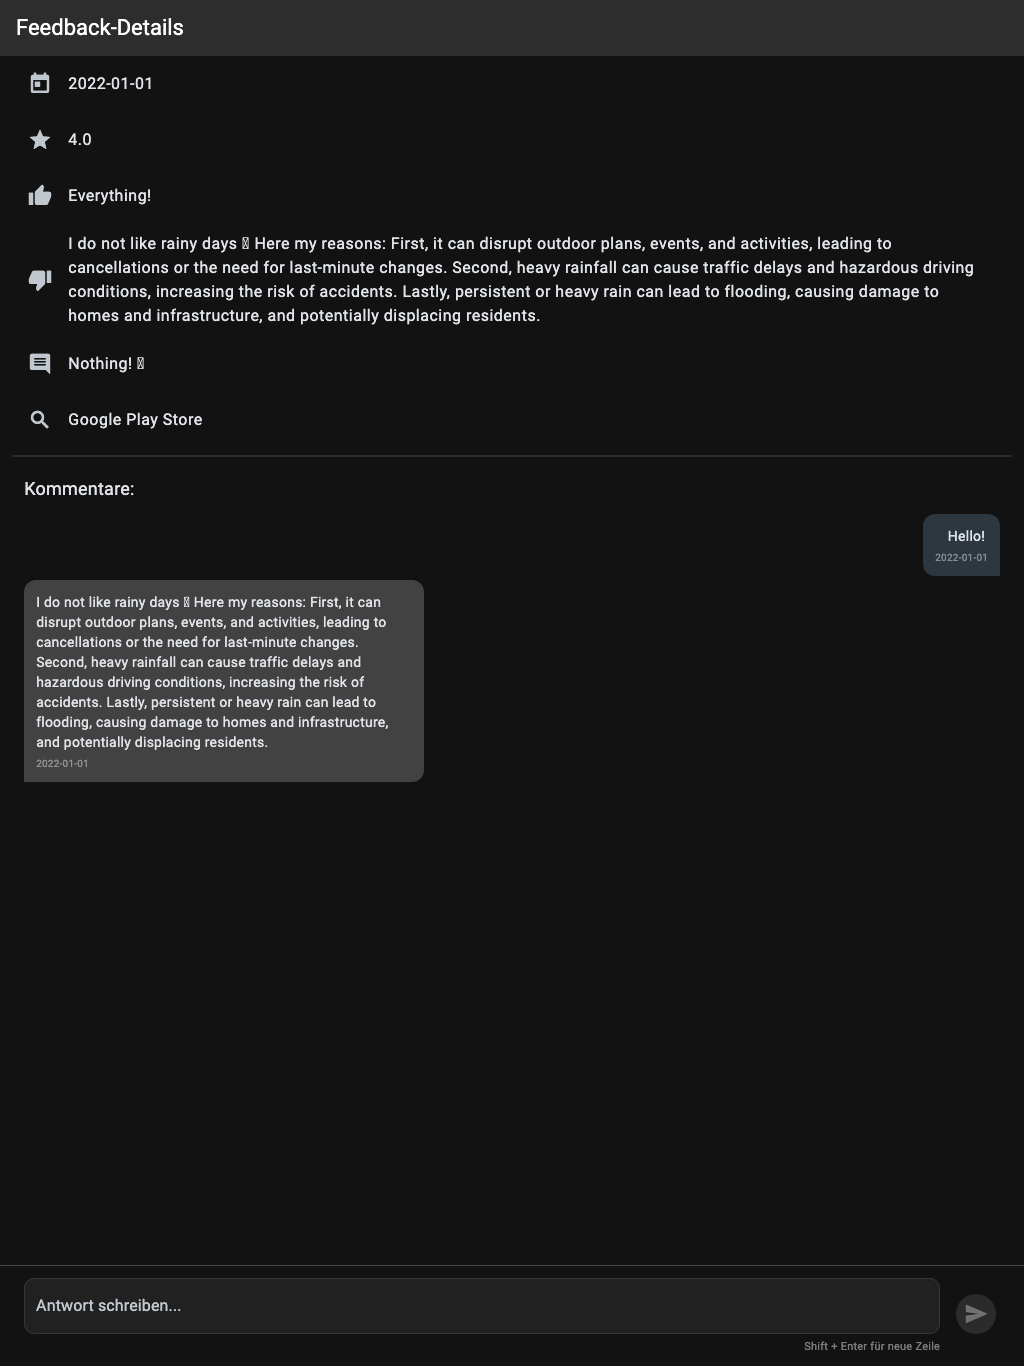 Feedback-Details
2022-01-01
4.0
Everything!
I do not like rainy days Here my reasons: First, it can disrupt outdoor plans, events, and activities, leading to
cancellations or the need for last-minute changes. Second, heavy rainfall can cause traffic delays and hazardous driving
conditions, increasing the risk of accidents. Lastly, persistent or heavy rain can lead to flooding, causing damage to
homes and infrastructure, and potentially displacing residents.
Nothing!
Google Play Store
Kommentare:
Hello!
2022-01-01
I do not like rainy days Here my reasons: First, it can
disrupt outdoor plans, events, and activities, leading to
cancellations or the need for last-minute changes.
Second, heavy rainfall can cause traffic delays and
hazardous driving conditions, increasing the risk of
accidents. Lastly, persistent or heavy rain can lead to
flooding, causing damage to homes and infrastructure,
and potentially displacing residents.
2022-01-01
Antwort schreiben...
Shift + Enter für neue Zeile